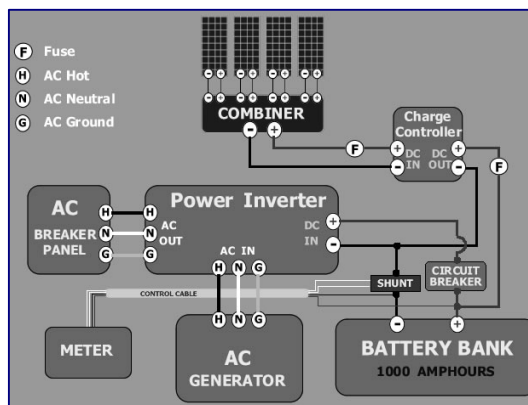 F Fuse
H AC Hot
N AC Neutral
G AC Ground
- + - + - + - +
- + - + - + - +
COMBINER
- +
F
Charge
Controller
+ DC DC +
- IN OUT -
F
AC
BREAKER
PANEL
H H
N N
G G
Power Inverter
AC
OUT
DC +
IN -
AC IN
H N G
CONTROL CABLE
SHUNT
CIRCUIT
BREAKER
METER
H N G
AC
GENERATOR
- +
BATTERY BANK
1000 AMPHOURS